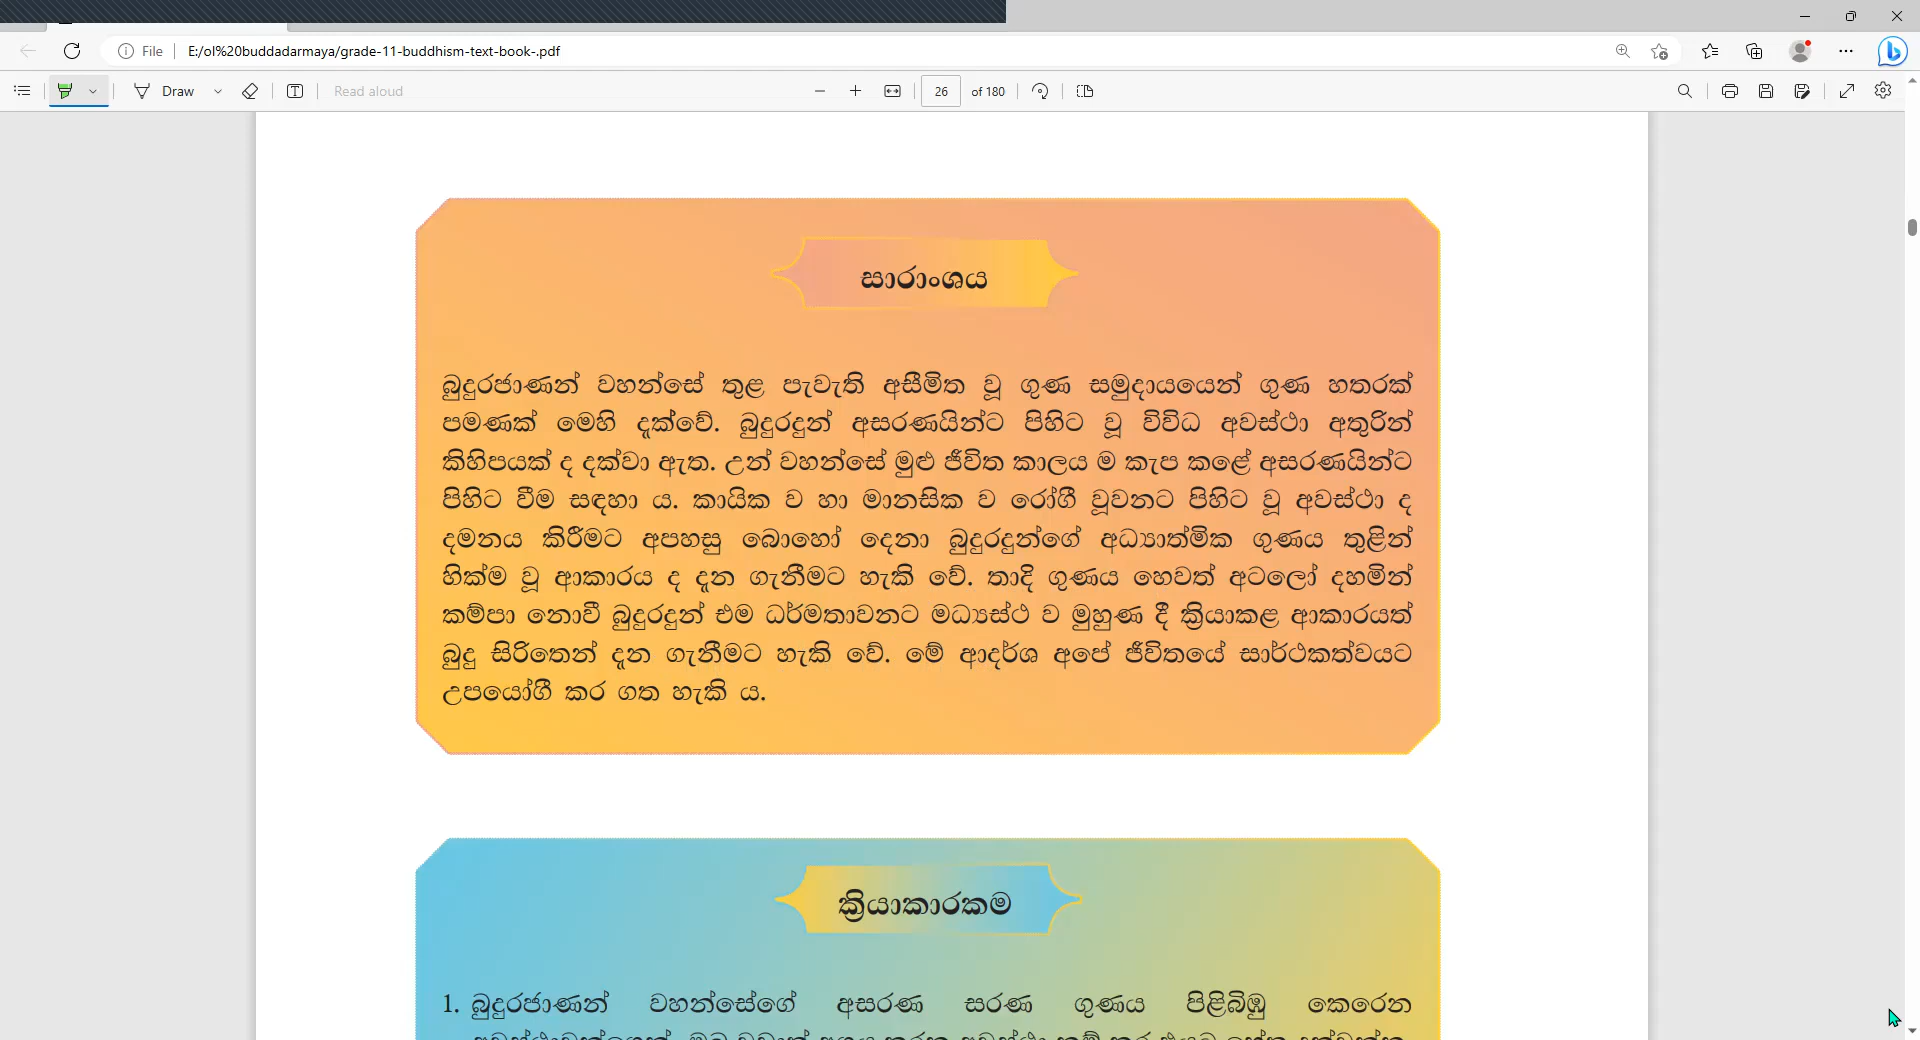 File
E:/ol%20buddadarmaya/grade-11-buddhism-text-book-.pdf
Draw
Read aloud
26 of 180
සාරාංශය
බුදුරජාණන් වහන්සේ තුළ පැවැති අසීමිත වූ ගුණ සමුදායයෙන් ගුණ හතරක්
පමණක් මෙහි දැක්වේ. බුදුරදුන් අසරණයින්ට පිහිට වූ විවිධ අවස්ථා අතුරින්
කිහිපයක් ද දක්වා ඇත. උන් වහන්සේ මුළු ජීවිත කාලය ම කැප කළේ අසරණයින්ට
පිහිට වීම සඳහා ය. කායික ව හා මානසික ව රෝගී වූවනට පිහිට වූ අවස්ථා ද
දමනය කිරීමට අපහසු බොහෝ දෙනා බුදුරදුන්ගේ අධ්‍යාත්මික ගුණය තුළින්
හික්ම වූ ආකාරය ද දැන ගැනීමට හැකි වේ. තාදි ගුණය හෙවත් අටලෝ දහමින්
කම්පා නොවී බුදුරදුන් එම ධර්මතාවනට මධ්‍යස්ථ ව මුහුණ දී ක්‍රියාකළ ආකාරයත්
බුදු සිරිතෙන් දැන ගැනීමට හැකි වේ. මේ ආදර්ශ අපේ ජීවිතයේ සාර්ථකත්වයට
උපයෝගී කර ගත හැකි ය.
ක්‍රියාකාරකම
1. බුදුරජාණන් වහන්සේගේ අසරණ සරණ ගුණය පිළිබිඹු කෙරෙන